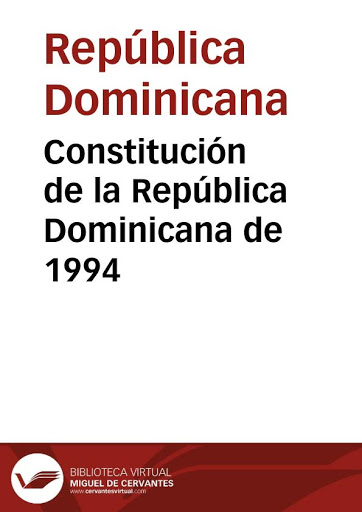 República
Dominicana
Constitución
de la República
Dominicana de
1994
BIBLIOTECA VIRTUAL
MIGUEL DE CERVANTES
www.cervantesvirtual.com